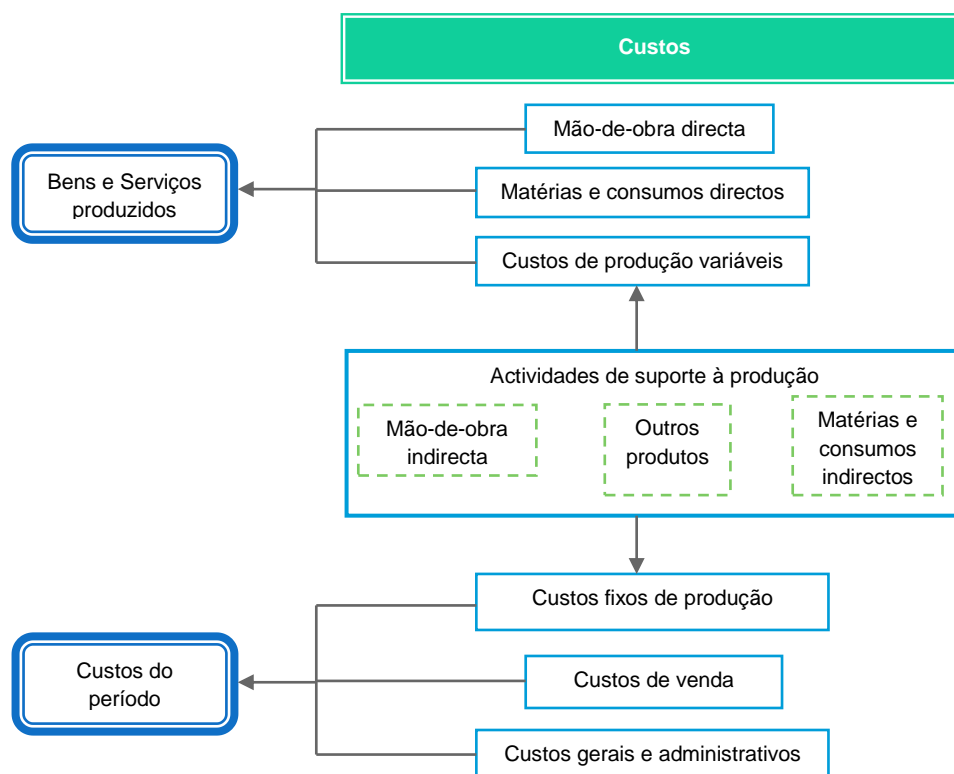 Custos
Mão-de-obra directa
Bens e Serviços
produzidos
Matérias e consumos directos
Custos de produção variáveis
Actividades de suporte à produção
Mão-de-obra
indirecta
Outros
produtos
Matérias e
consumos
indirectos
Custos fixos de produção
Custos do
período
Custos de venda
Custos gerais e administrativos